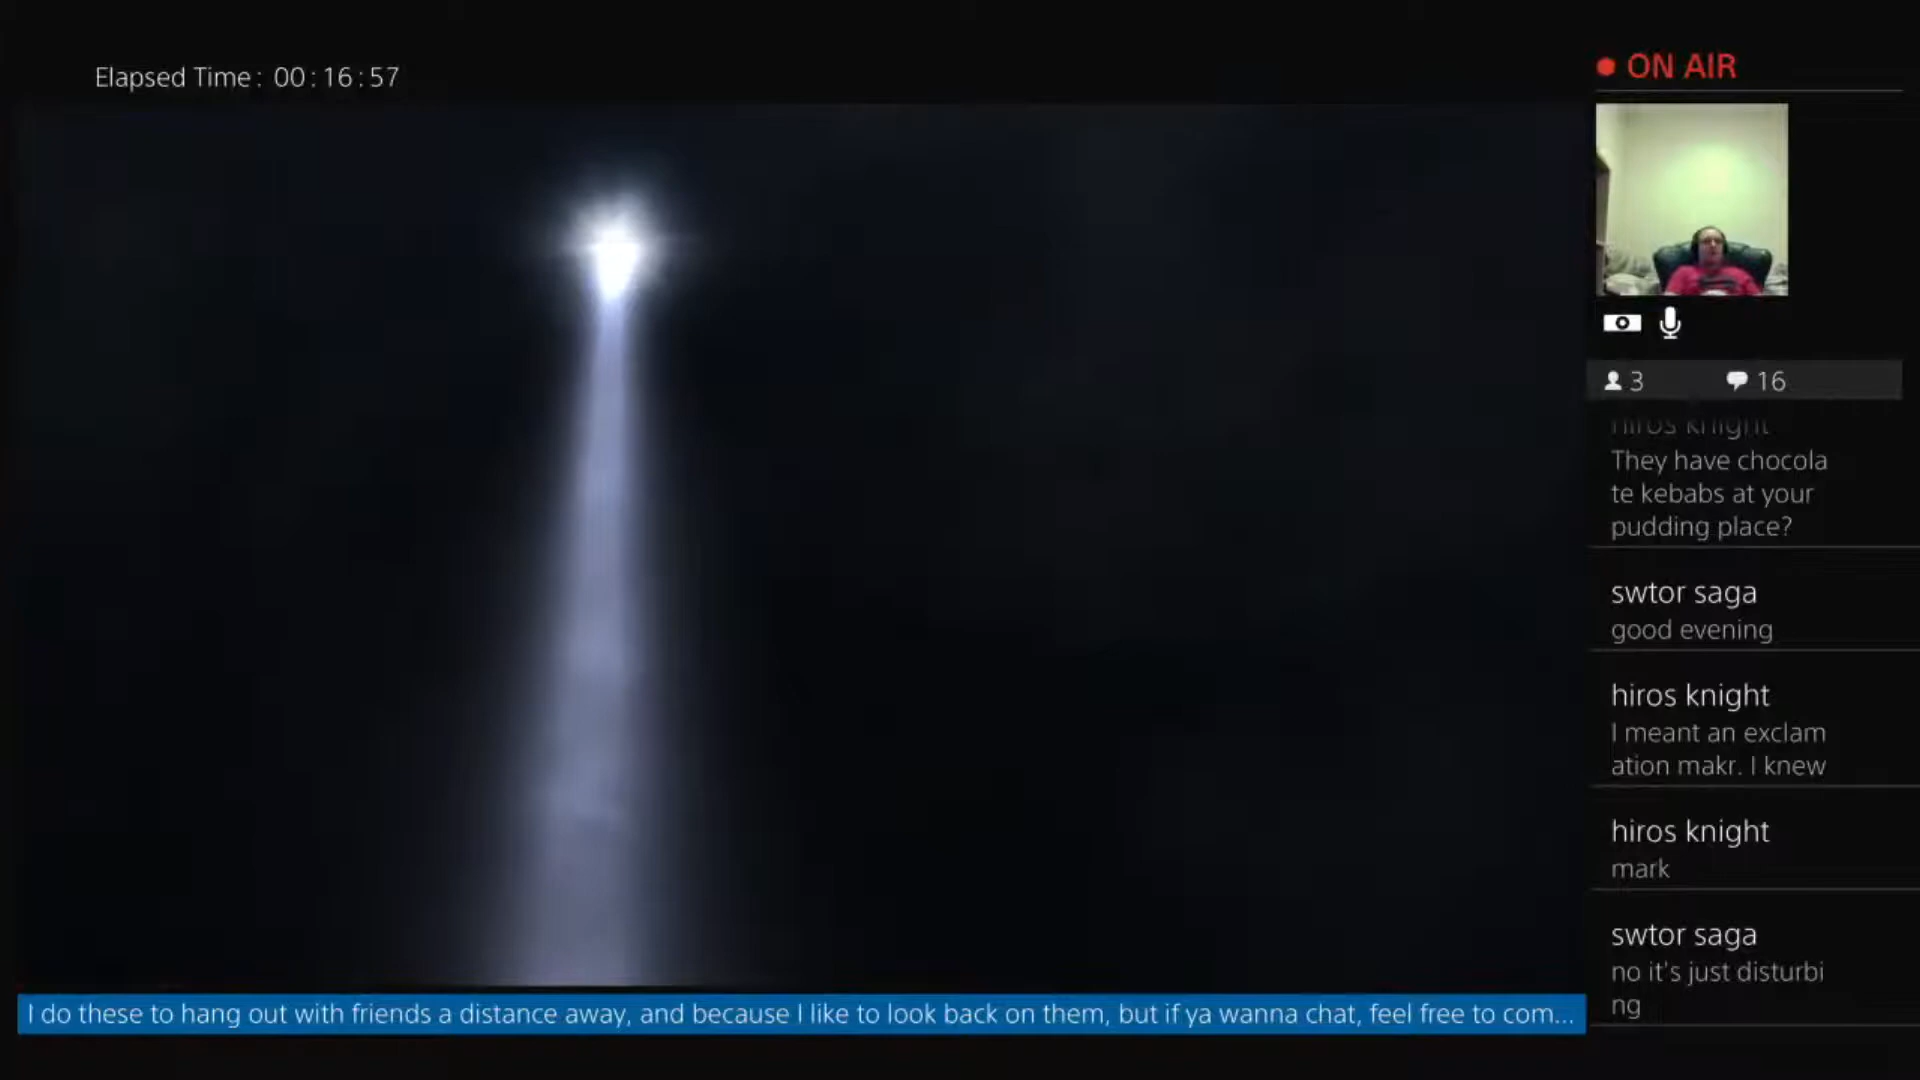 Elapsed Time: 00:16:57
ON AIR
3
16
hiros knight
They have chocola
te kebabs at your
pudding place?
swtor saga
good evening
hiros knight
I meant an exclam
ation makr. I knew
hiros knight
mark
swtor saga
no it's just disturbi
ng
I do these to hang out with friends a distance away, and because I like to look back on them, but if ya wanna chat, feel free to com...